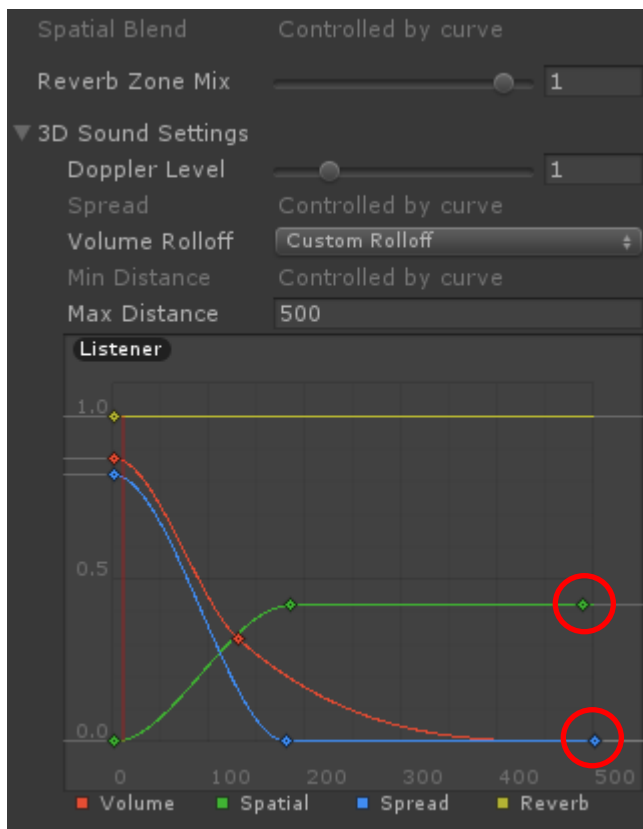 Spatial Blend Controlled by curve
Reverb Zone Mix 1
3D Sound Settings
Doppler Level 1
Spread Controlled by curve
Volume Rolloff Custom Rolloff
Min Distance Controlled by curve
Max Distance 500
Listener
1.0
0.5
0.0
0 100 200 300 400 500
Volume Spatial Spread Reverb